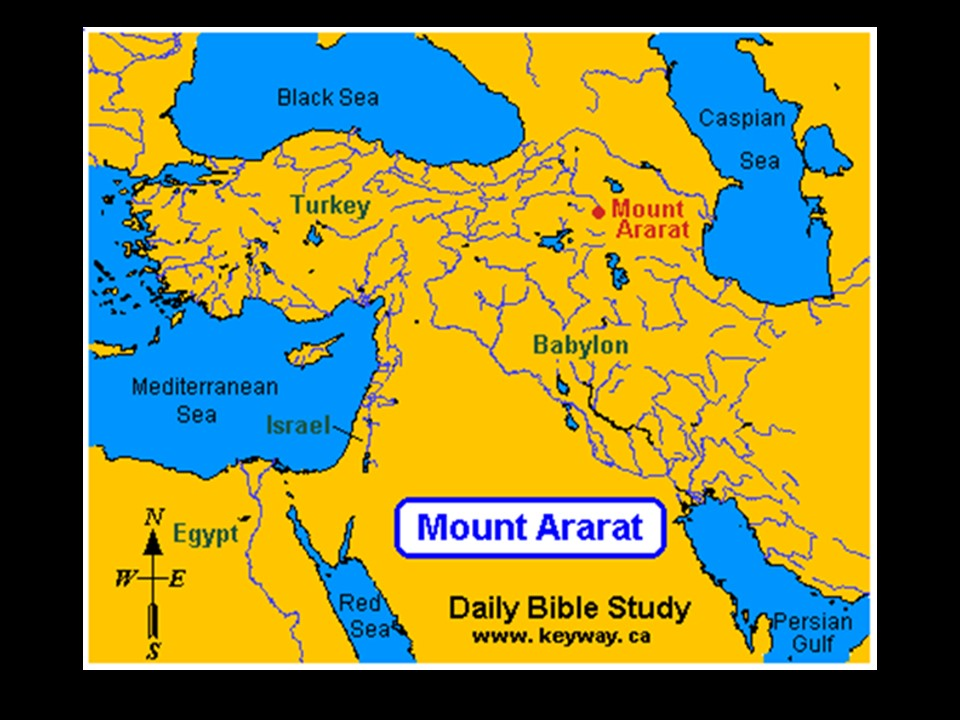 Black Sea
Caspian
Sea
Turkey
Mount
Ararat
Babylon
Mediterranean
Sea
Israel
Mount Ararat
N
Egypt
W E
Red
Sea
Daily Bible Study
www.keyway.ca
Persian
Gulf
S